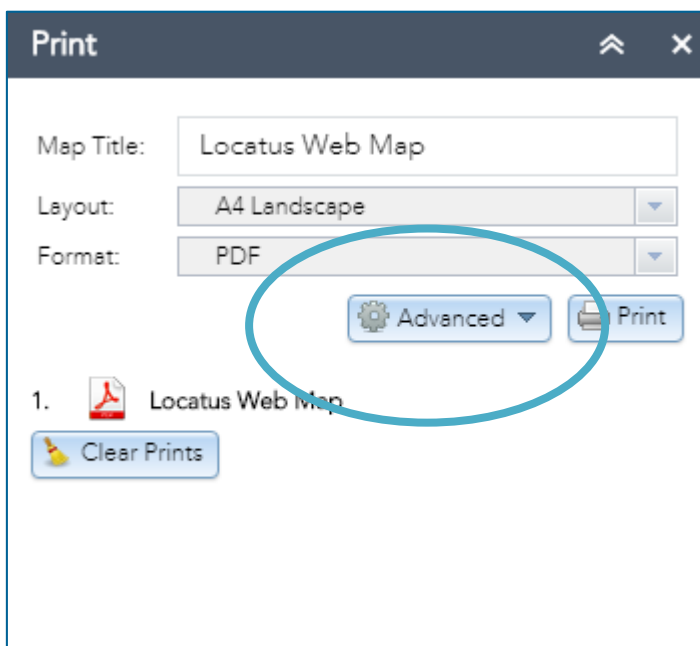 Print
Map Title: Locatus Web Map
Layout: A4 Landscape
Format: PDF
Advanced Print
1. Locatus Web Map
Clear Prints